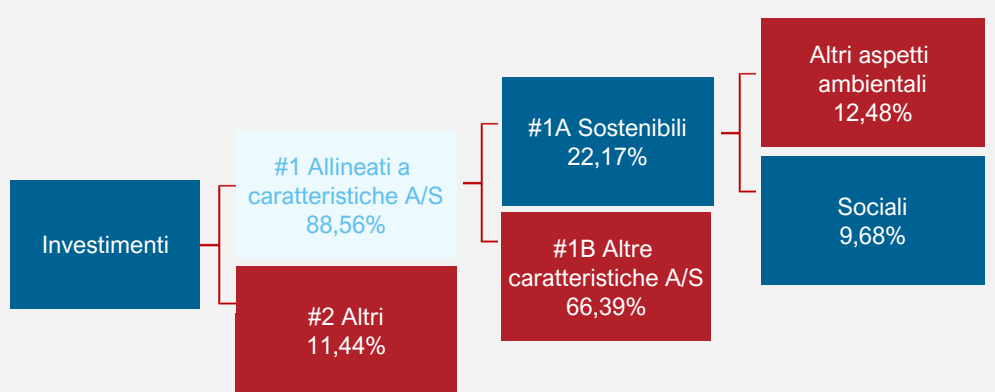 Investimenti
#1 Allineati a
caratteristiche A/S
88,56%
#2 Altri
11,44%
#1A Sostenibili
22,17%
#1B Altre
caratteristiche A/S
66,39%
Altri aspetti
ambientali
12,48%
Sociali
9,68%